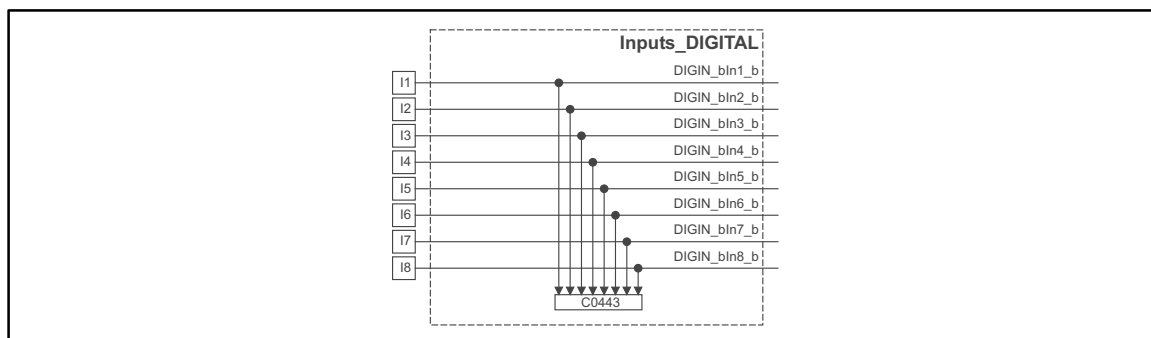 Inputs_DIGITAL
I1 DIGIN_bIn1_b
I2 DIGIN_bIn2_b
I3 DIGIN_bIn3_b
I4 DIGIN_bIn4_b
I5 DIGIN_bIn5_b
I6 DIGIN_bIn6_b
I7 DIGIN_bIn7_b
I8 DIGIN_bIn8_b
C0443